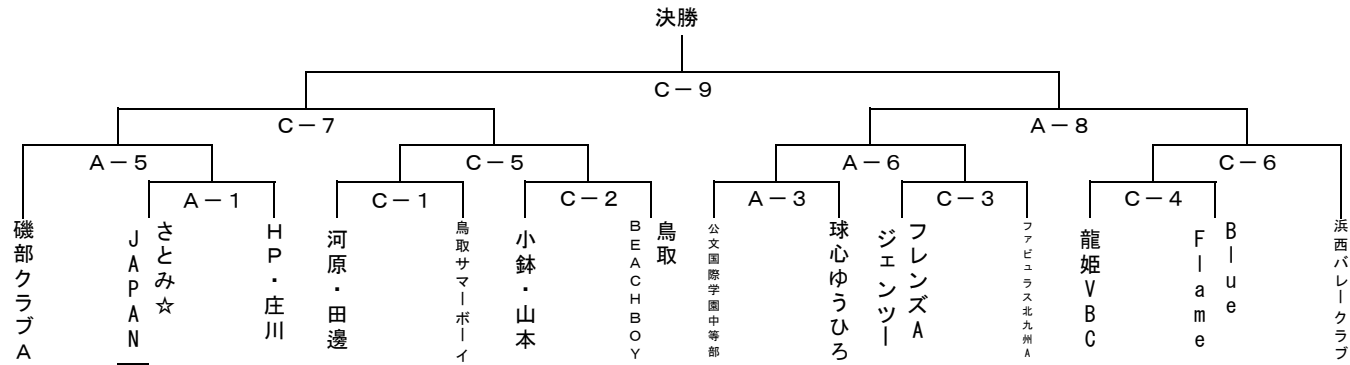 決勝
C－9
C－7
A－8
A－5
C－5
A－6
C－6
A－1
C－1
C－2
A－3
C－3
C－4
磯部クラブA
さとみ☆
JAPAN
HP・庄川
河原・田邊
鳥取サマーボーイ
小鉢・山本
鳥取
BEACHBOY
公文国際学園中等部
球心ゆうひろ
フレンズA
ジェンツー
ファビュラス北九州A
龍姫VBC
Blue
Flame
浜西バレークラブ